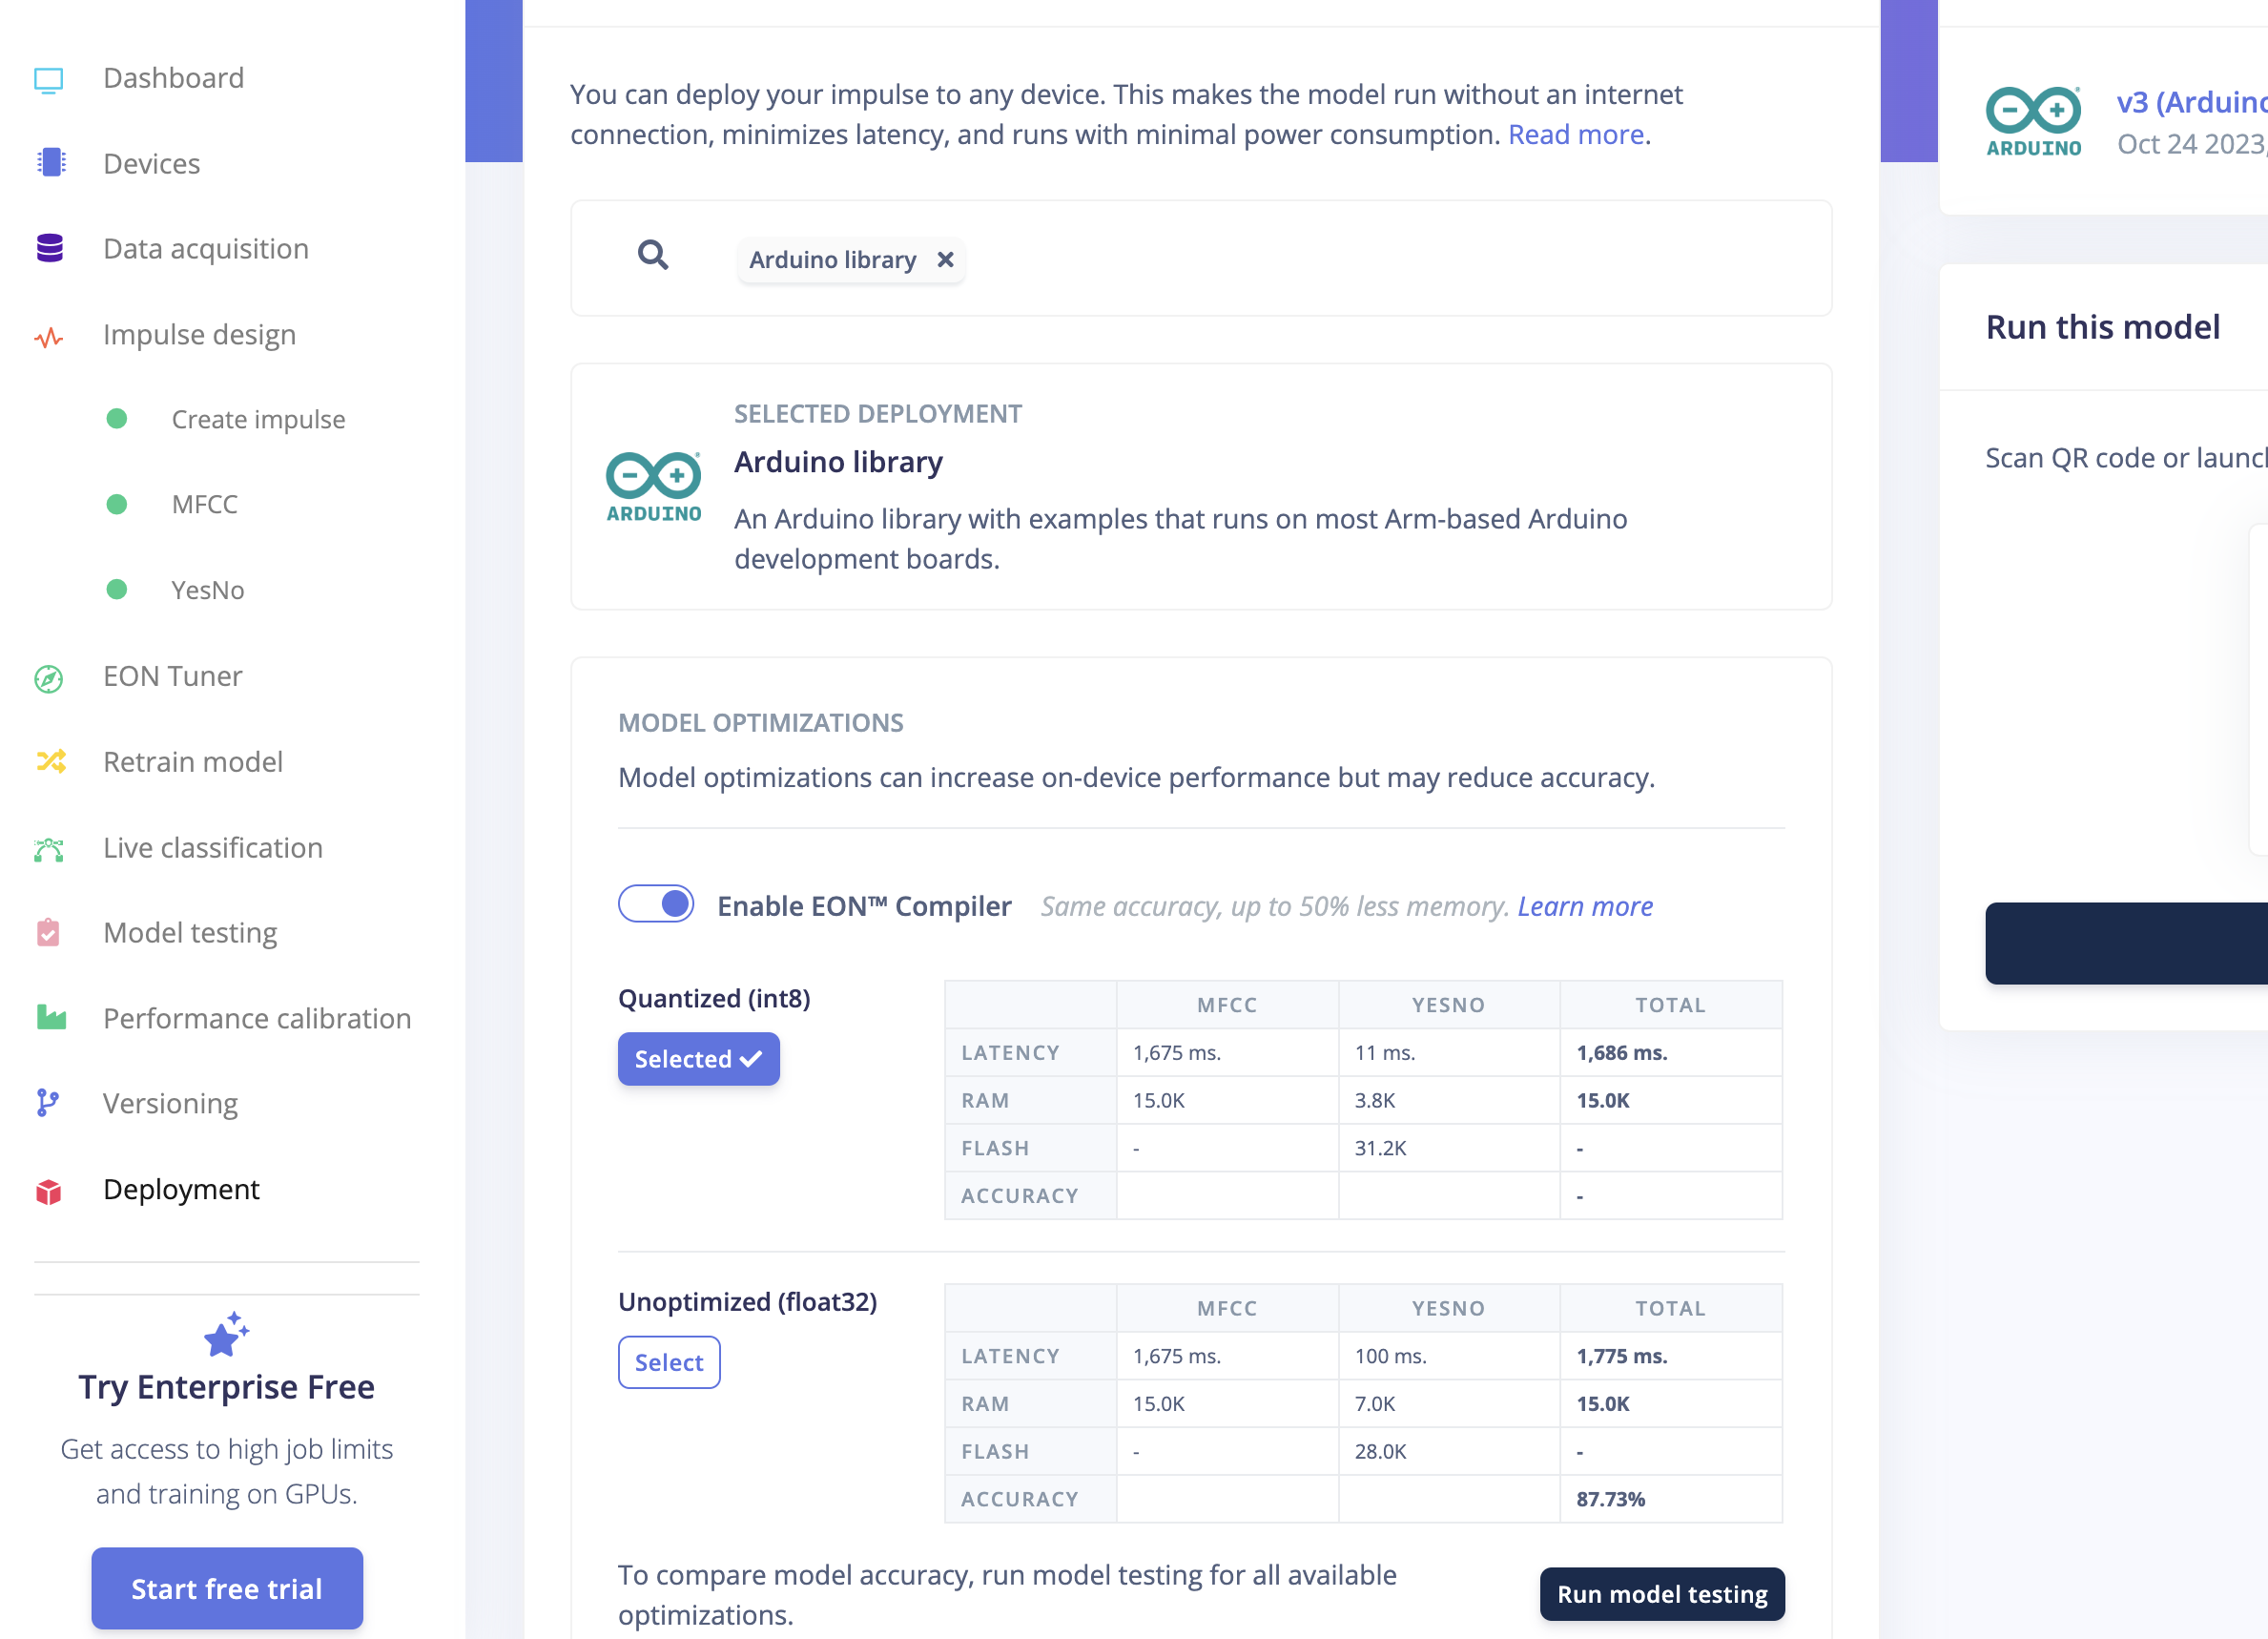 Dashboard
Devices
Data acquisition
Impulse design
Create impulse
MFCC
YesNo
EON Tuner
Retrain model
Live classification
Model testing
Performance calibration
Versioning
Deployment
Try Enterprise Free
Get access to high job limits
and training on GPUs.
Start free trial
You can deploy your impulse to any device. This makes the model run without an internet
connection, minimizes latency, and runs with minimal power consumption. Read more.
Arduino library
SELECTED DEPLOYMENT
ARDUINO
Arduino library
An Arduino library with examples that runs on most Arm-based Arduino
development boards.
MODEL OPTIMIZATIONS
Model optimizations can increase on-device performance but may reduce accuracy.
Enable EON™ Compiler Same accuracy, up to 50% less memory. Learn more
Quantized (int8)
Selected
MFCC YESNO TOTAL
LATENCY 1,675 ms. 11 ms. 1,686 ms.
RAM 15.0K 3.8K 15.0K
FLASH - 31.2K -
ACCURACY -
Unoptimized (float32)
Select
MFCC YESNO TOTAL
LATENCY 1,675 ms. 100 ms. 1,775 ms.
RAM 15.0K 7.0K 15.0K
FLASH - 28.0K -
ACCURACY 87.73%
To compare model accuracy, run model testing for all available
optimizations.
Run model testing
ARDUINO
v3 (Arduino
Oct 24 2023,
Run this model
Scan QR code or launch